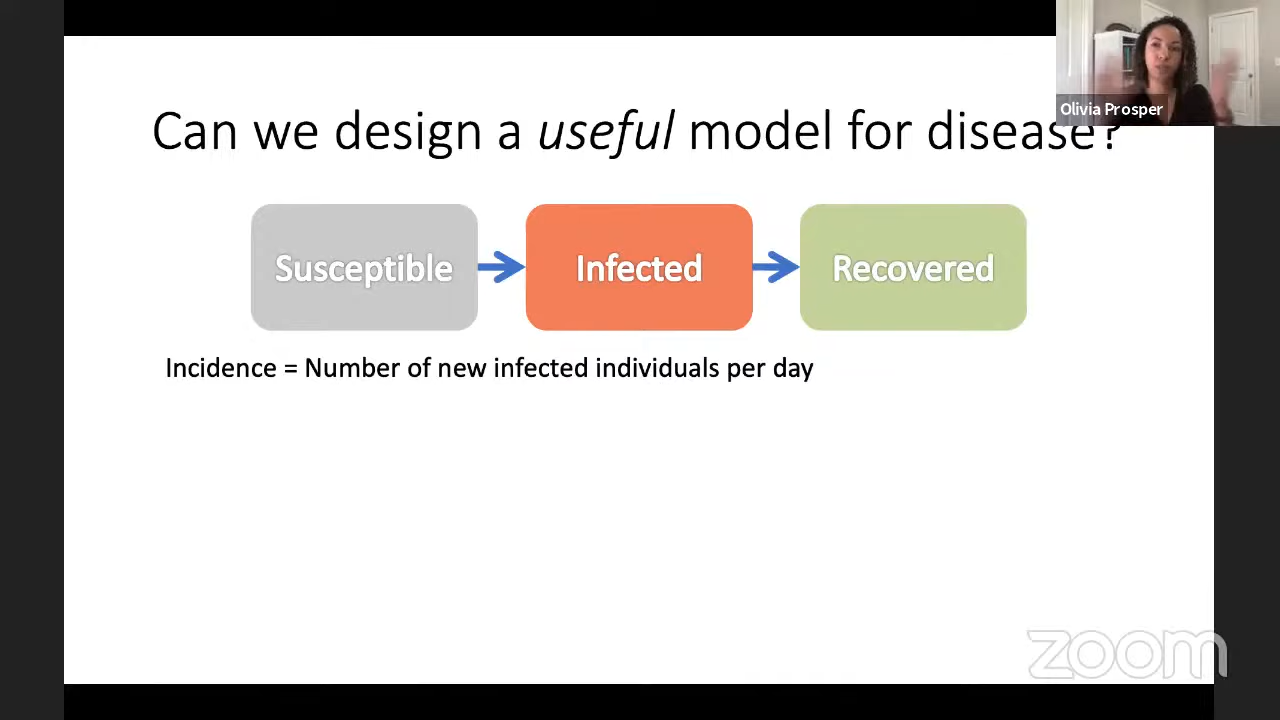 Olivia Prosper
Can we design a useful model for disease?
Susceptible
Infected
Recovered
Incidence = Number of new infected individuals per day
zoom